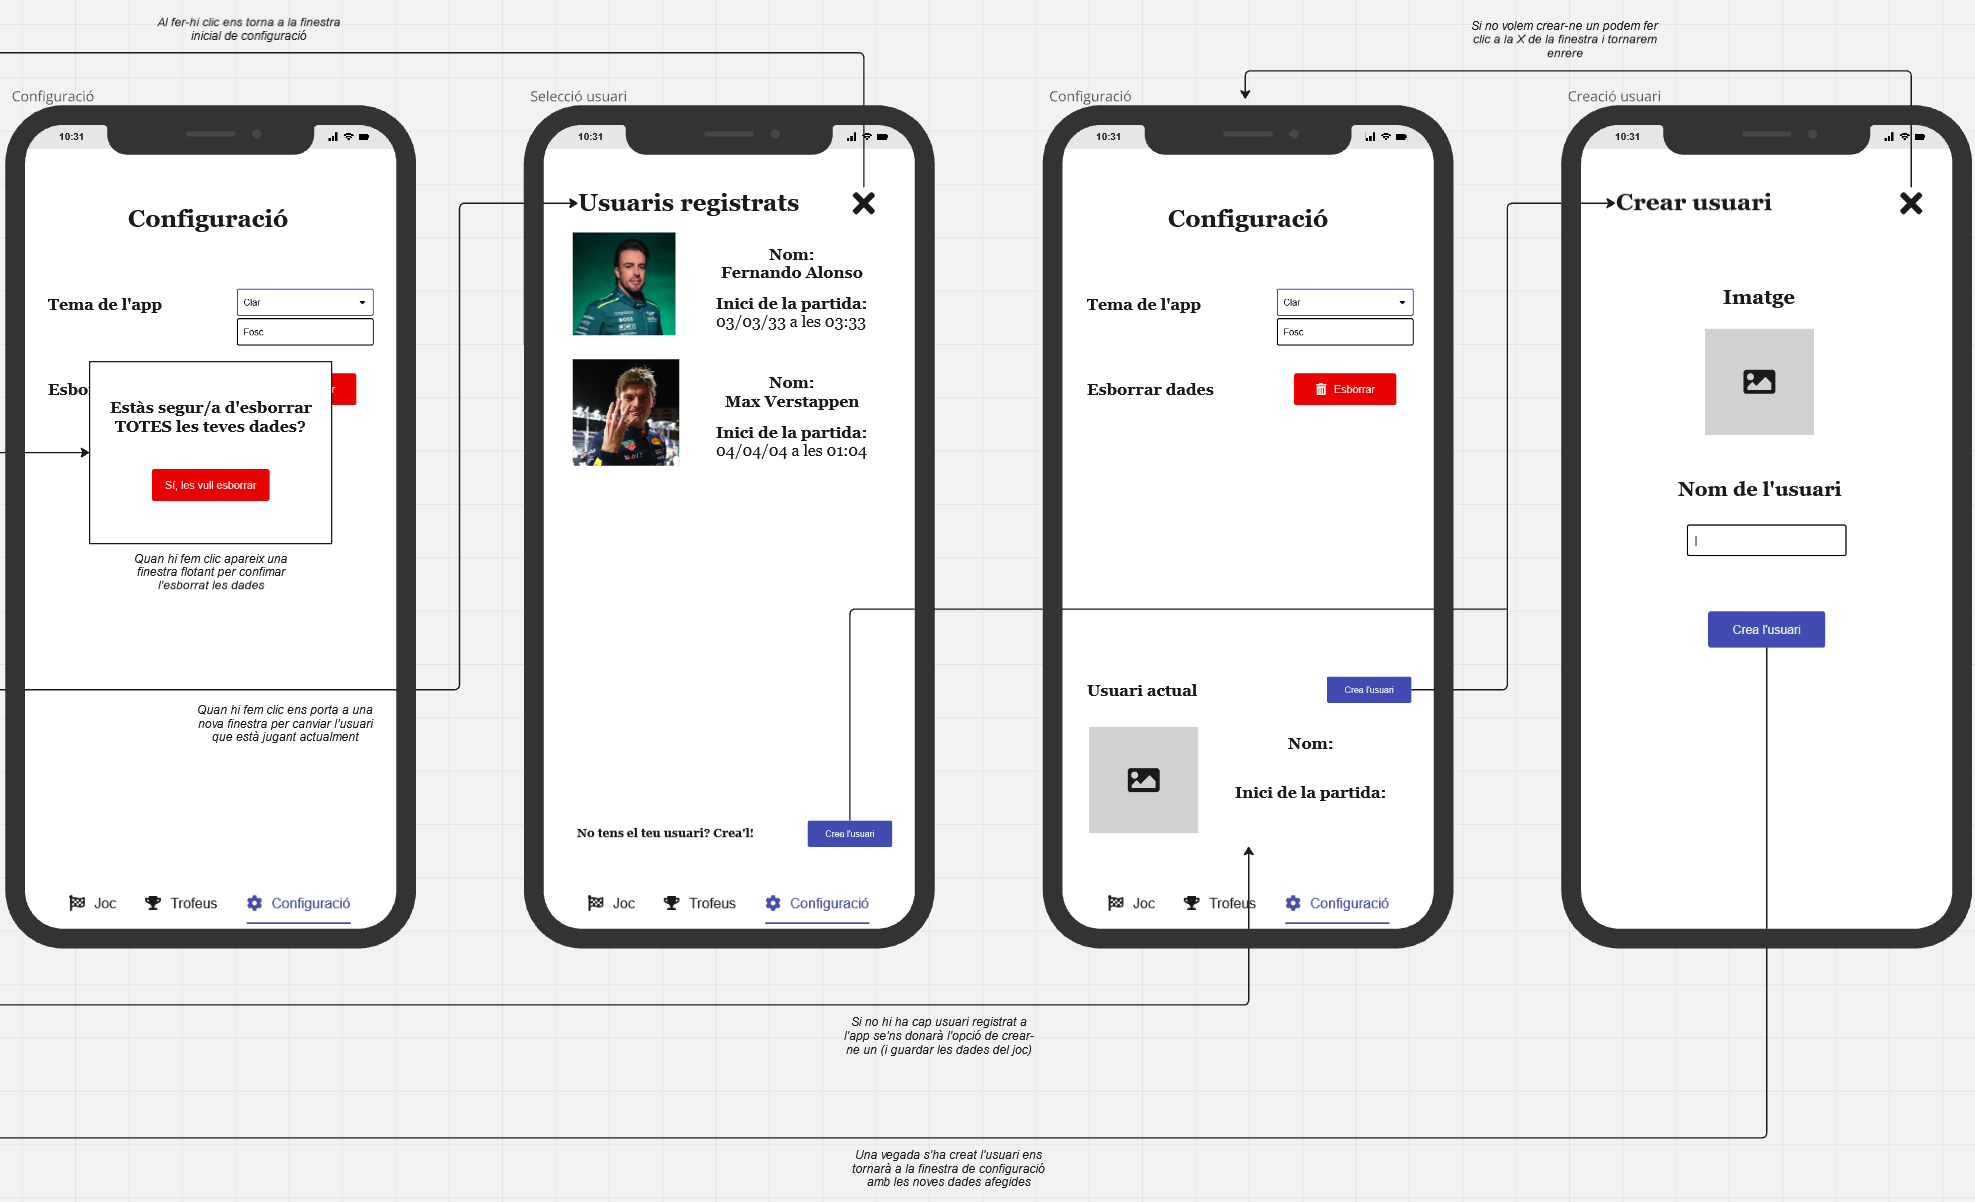 Al fer-hi clic ens torna a la finestra
inicial de configuració
Si no volem crear-ne un podem fer
clic a la X de la finestra i tornarem
enrere
Configuració
10:31
Configuració
Tema de l'app
Clar
Fosc
Esbo
r
Estàs segur/a d'esborrar
TOTES les teves dades?
Sí, les vull esborrar
Quan hi fem clic apareix una
finestra flotant per confimar
l'esborrat les dades
Quan hi fem clic ens porta a una
nova finestra per canviar l'usuari
que està jugant actualment
Joc
Trofeus
Configuració
Selecció usuari
10:31
Usuaris registrats
Nom:
Fernando Alonso
Inici de la partida:
03/03/33 a les 03:33
Nom:
Max Verstappen
Inici de la partida:
04/04/04 a les 01:04
No tens el teu usuari? Crea'l!
Crea l'usuari
Joc
Trofeus
Configuració
Configuració
10:31
Configuració
Tema de l'app
Clar
Fosc
Esborrar dades
Esborrar
Usuari actual
Crea l'usuari
Nom:
Inici de la partida:
Joc
Trofeus
Configuració
Creació usuari
10:31
Crear usuari
Imatge
Nom de l'usuari
Crea l'usuari
Si no hi ha cap usuari registrat a
l'app se'ns donarà l'opció de crear-
ne un (i guardar les dades del joc)
Una vegada s'ha creat l'usuari ens
tornarà a la finestra de configuració
amb les noves dades afegides